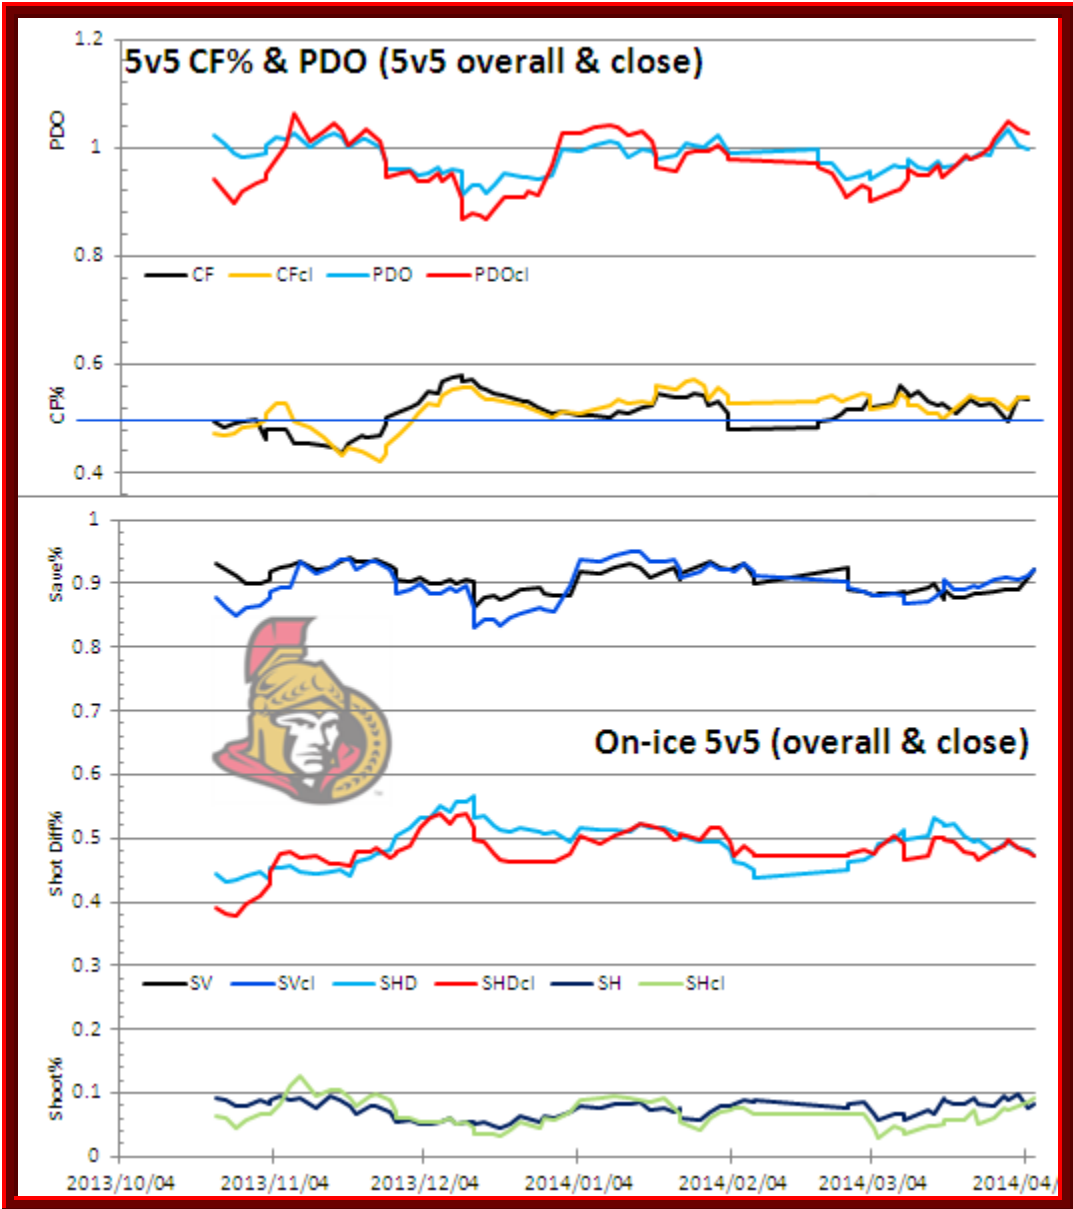 5v5 CF% & PDO (5v5 overall & close)
1.2
PDO
1
0.8
CF
CFcl
PDO
PDOcl
0.6
CP%
0.4
1
Save%
0.9
0.8
0.7
On-ice 5v5 (overall & close)
0.6
Shot Diff%
0.5
0.4
0.3
SV
SVcl
SHD
SHDcl
SH
SHcl
0.2
Shoot%
0.1
0
2013/10/04
2013/11/04
2013/12/04
2014/01/04
2014/02/04
2014/03/04
2014/04/